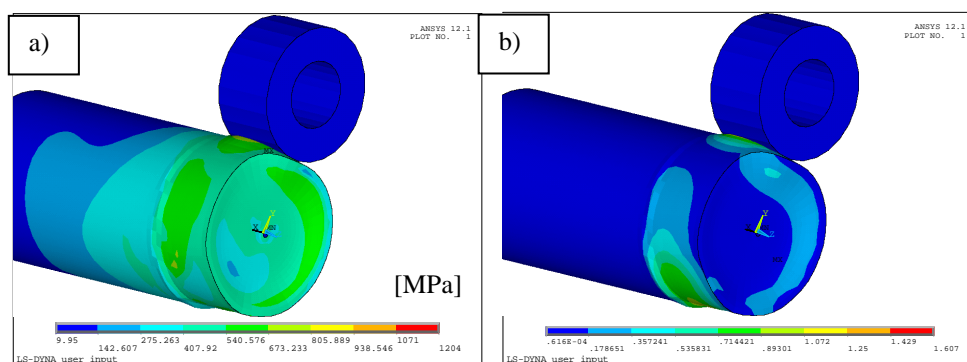 a)
ANSYS 12.1
PLOT NO. 1
Y
X
MN
[MPa]
9.95 275.263 540.576 805.889 1071
142.607 407.92 673.233 938.546 1204
LS-DYNA user input
b)
ANSYS 12.1
PLOT NO. 1
Y
Z
.616E-04 .357241 .714421 1.072 1.429
.178651 .535831 .89301 1.25 1.607
LS-DYNA user input